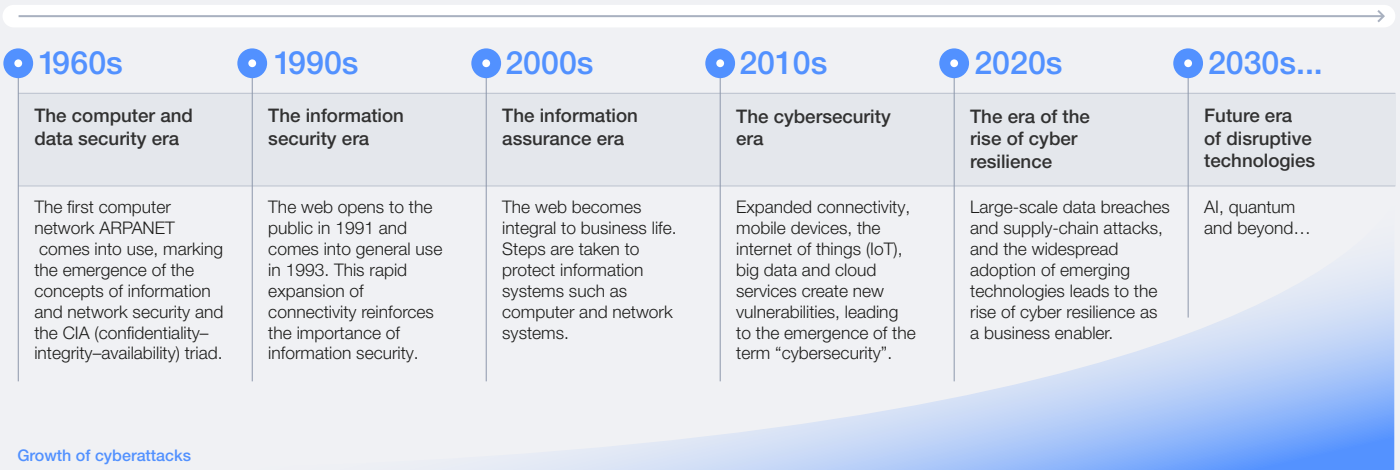 1960s
The computer and
data security era
The first computer
network ARPANET
comes into use, marking
the emergence of the
concepts of information
and network security and
the CIA (confidentiality–
integrity–availability) triad.
1990s
The information
security era
The web opens to the
public in 1991 and
comes into general use
in 1993. This rapid
expansion of
connectivity reinforces
the importance of
information security.
2000s
The information
assurance era
The web becomes
integral to business life.
Steps are taken to
protect information
systems such as
computer and network
systems.
2010s
The cybersecurity
era
Expanded connectivity,
mobile devices, the
internet of things (IoT),
big data and cloud
services create new
vulnerabilities, leading
to the emergence of the
term “cybersecurity”.
2020s
The era of the
rise of cyber
resilience
Large-scale data breaches
and supply-chain attacks,
and the widespread
adoption of emerging
technologies leads to the
rise of cyber resilience as
a business enabler.
2030s...
Future era
of disruptive
technologies
AI, quantum
and beyond…
Growth of cyberattacks